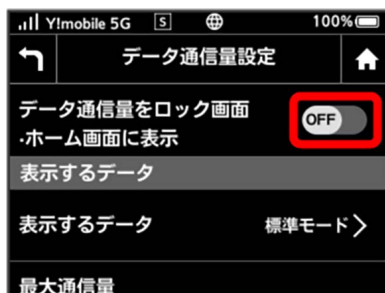 Y!mobile 5G S 100%
データ通信量設定
データ通信量をロック画面
・ホーム画面に表示
OFF
表示するデータ
表示するデータ 標準モード
最大通信量